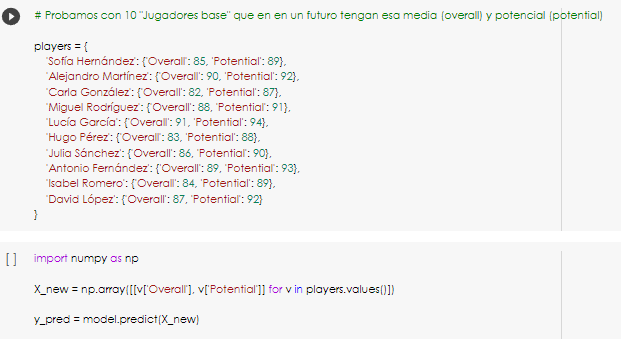 # Probamos con 10 "Jugadores base" que en en un futuro tengan esa media (overall) y potencial (potential)
players = {
'Sofía Hernández': {'Overall': 85, 'Potential': 89},
'Alejandro Martínez': {'Overall': 90, 'Potential': 92},
'Carla González': {'Overall': 82, 'Potential': 87},
'Miguel Rodríguez': {'Overall': 88, 'Potential': 91},
'Lucía García': {'Overall': 91, 'Potential': 94},
'Hugo Pérez': {'Overall': 83, 'Potential': 88},
'Julia Sánchez': {'Overall': 86, 'Potential': 90},
'Antonio Fernández': {'Overall': 89, 'Potential': 93},
'Isabel Romero': {'Overall': 84, 'Potential': 89},
'David López': {'Overall': 87, 'Potential': 92}
}
[ ] import numpy as np
X_new = np.array([[v['Overall'], v['Potential']] for v in players.values()])
y_pred = model.predict(X_new)